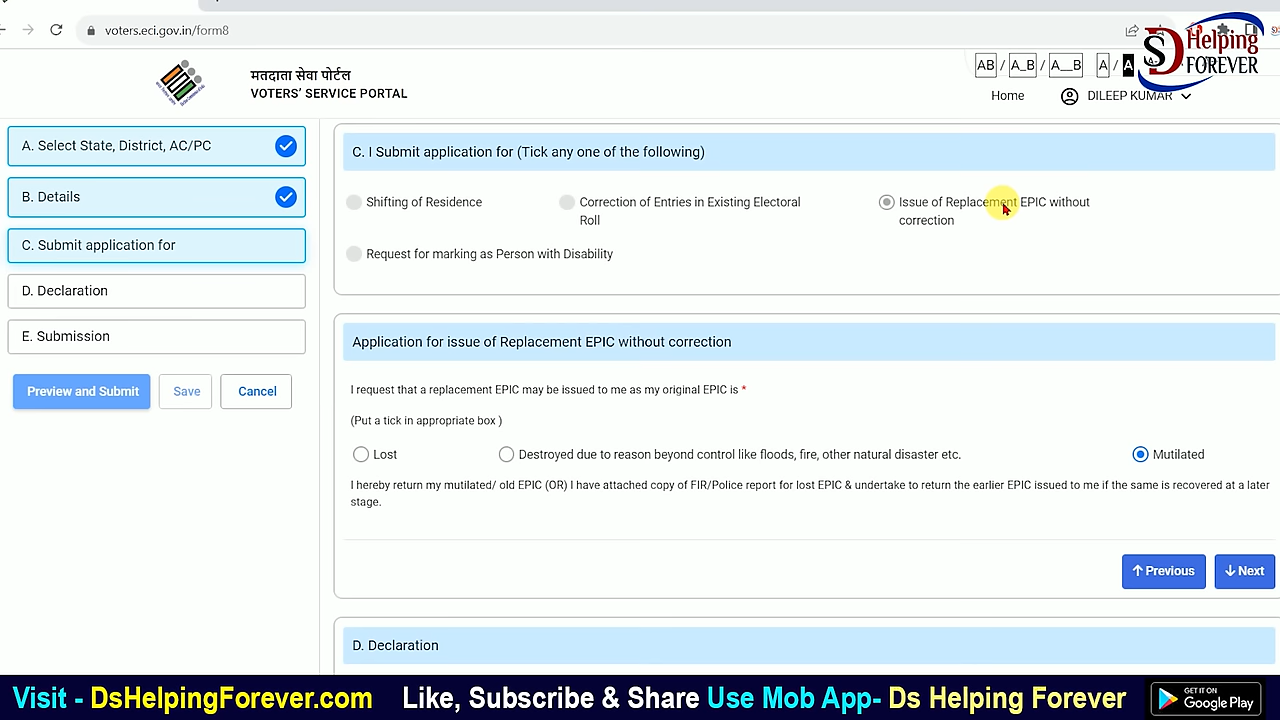 voters.eci.gov.in/form8
SD Helping
FOREVER
मतदाता सेवा पोर्टल
VOTERS' SERVICE PORTAL
AB / A_B / A__B A / A
Home DILEEP KUMAR
A. Select State, District, AC/PC
B. Details
C. Submit application for
D. Declaration
E. Submission
Preview and Submit Save Cancel
C. I Submit application for (Tick any one of the following)
Shifting of Residence Correction of Entries in Existing Electoral Issue of Replacement EPIC without
Roll correction
Request for marking as Person with Disability
Application for issue of Replacement EPIC without correction
I request that a replacement EPIC may be issued to me as my original EPIC is *
(Put a tick in appropriate box )
Lost Destroyed due to reason beyond control like floods, fire, other natural disaster etc. Mutilated
I hereby return my mutilated/ old EPIC (OR) I have attached copy of FIR/Police report for lost EPIC & undertake to return the earlier EPIC issued to me if the same is recovered at a later
stage.
Previous Next
D. Declaration
Visit - DsHelpingForever.com Like, Subscribe & Share Use Mob App- Ds Helping Forever
GET IT ON
Google Play